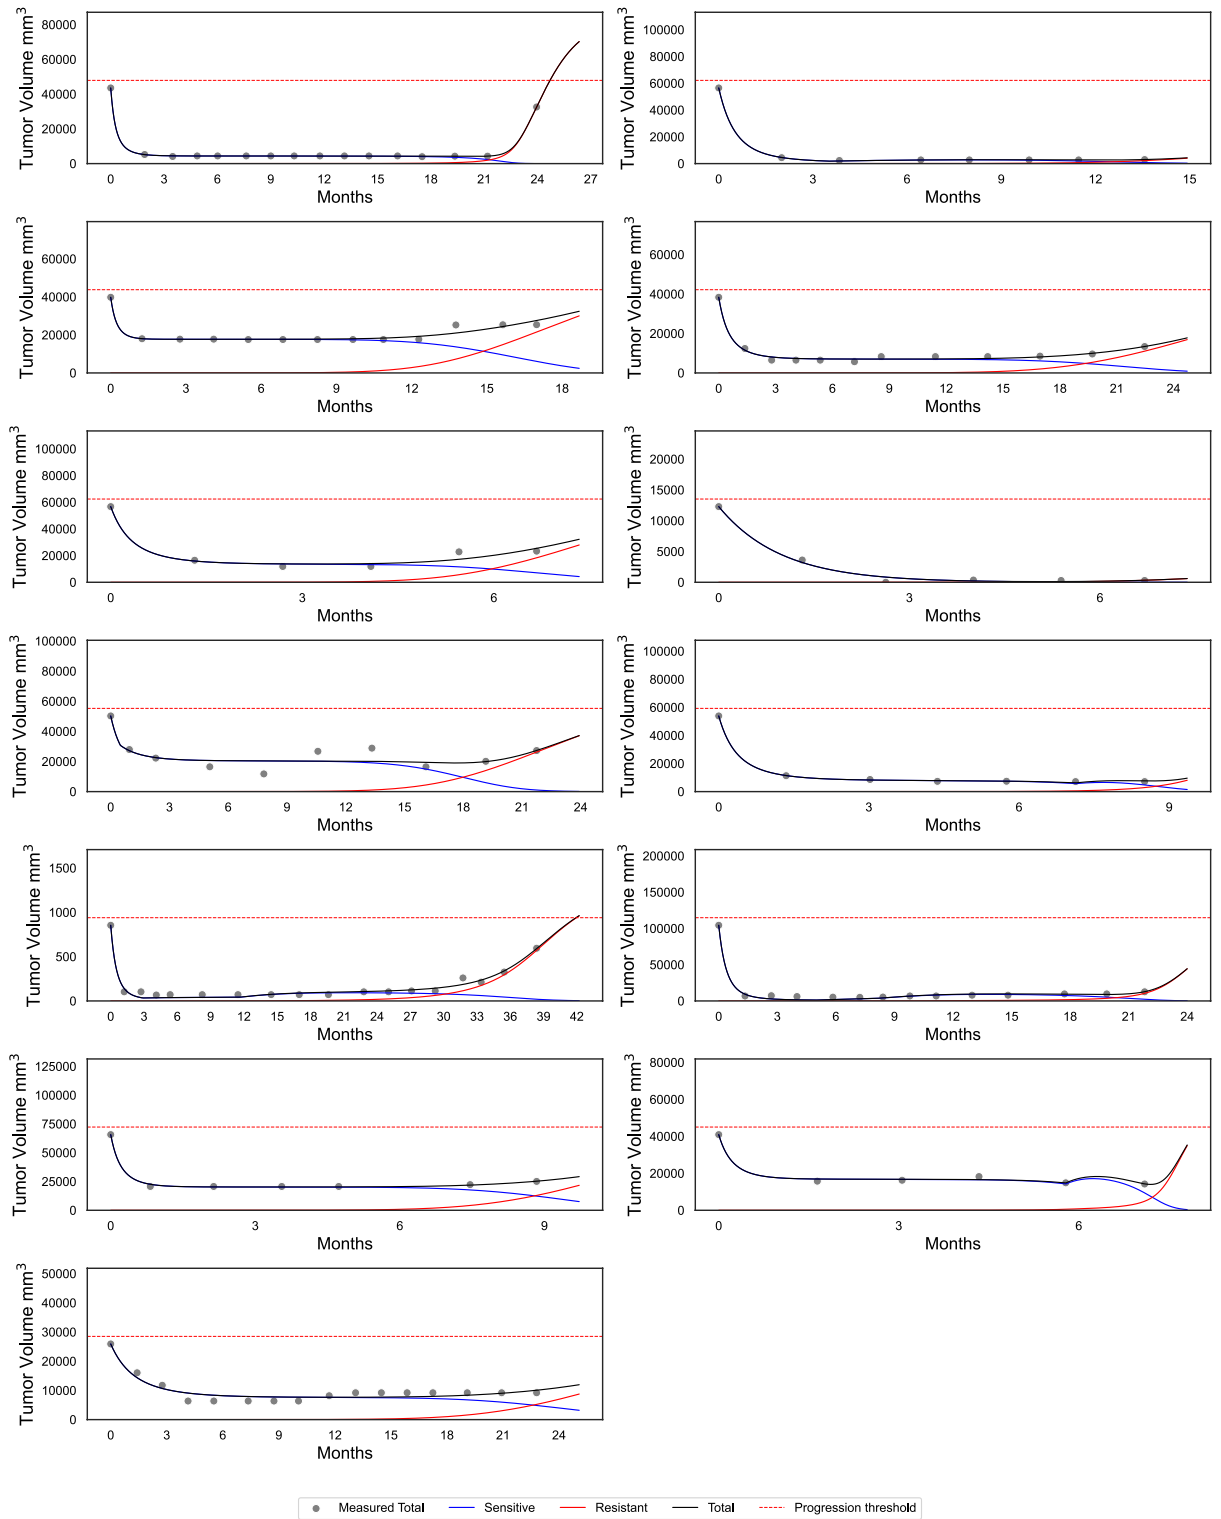 Tumor Volume mm³
80000
60000
40000
20000
0
0 3 6 9 12 15 18 21 24 27
Months
Tumor Volume mm³
100000
80000
60000
40000
20000
0
0 3 6 9 12 15
Months
Tumor Volume mm³
60000
40000
20000
0
0 3 6 9 12 15 18
Months
Tumor Volume mm³
60000
40000
20000
0
0 3 6 9 12 15 18 21 24
Months
Tumor Volume mm³
100000
80000
60000
40000
20000
0
0 3 6
Months
Tumor Volume mm³
20000
15000
10000
5000
0
0 3 6
Months
Tumor Volume mm³
100000
80000
60000
40000
20000
0
0 3 6 9 12 15 18 21 24
Months
Tumor Volume mm³
100000
80000
60000
40000
20000
0
0 3 6 9
Months
Tumor Volume mm³
1500
1000
500
0
0 3 6 9 12 15 18 21 24 27 30 33 36 39 42
Months
Tumor Volume mm³
200000
150000
100000
50000
0
0 3 6 9 12 15 18 21 24
Months
Tumor Volume mm³
125000
100000
75000
50000
25000
0
0 3 6 9
Months
Tumor Volume mm³
80000
60000
40000
20000
0
0 3 6
Months
Tumor Volume mm³
50000
40000
30000
20000
10000
0
0 3 6 9 12 15 18 21 24
Months
Measured Total Sensitive Resistant Total Progression threshold